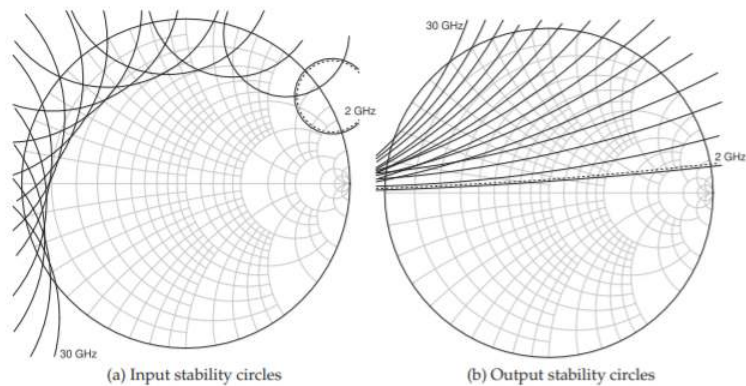 2 GHz
30 GHz
(a) Input stability circles
30 GHz
2 GHz
(b) Output stability circles